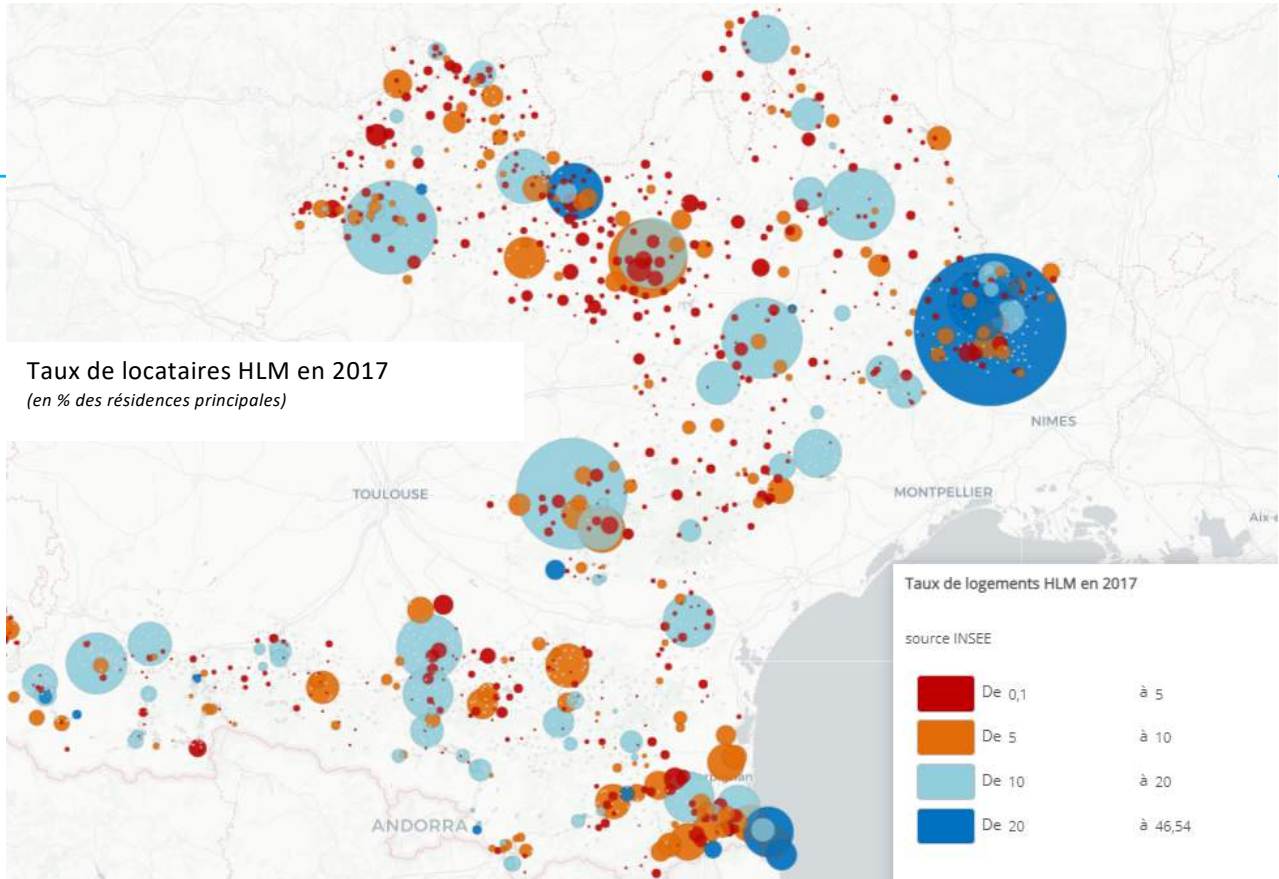 Taux de locataires HLM en 2017
(en % des résidences principales)
NIMES
TOULOUSE
MONTPELLIER
ANDORRA
Taux de logements HLM en 2017
source INSEE
De 0,1 à 5
De 5 à 10
De 10 à 20
De 20 à 46,54